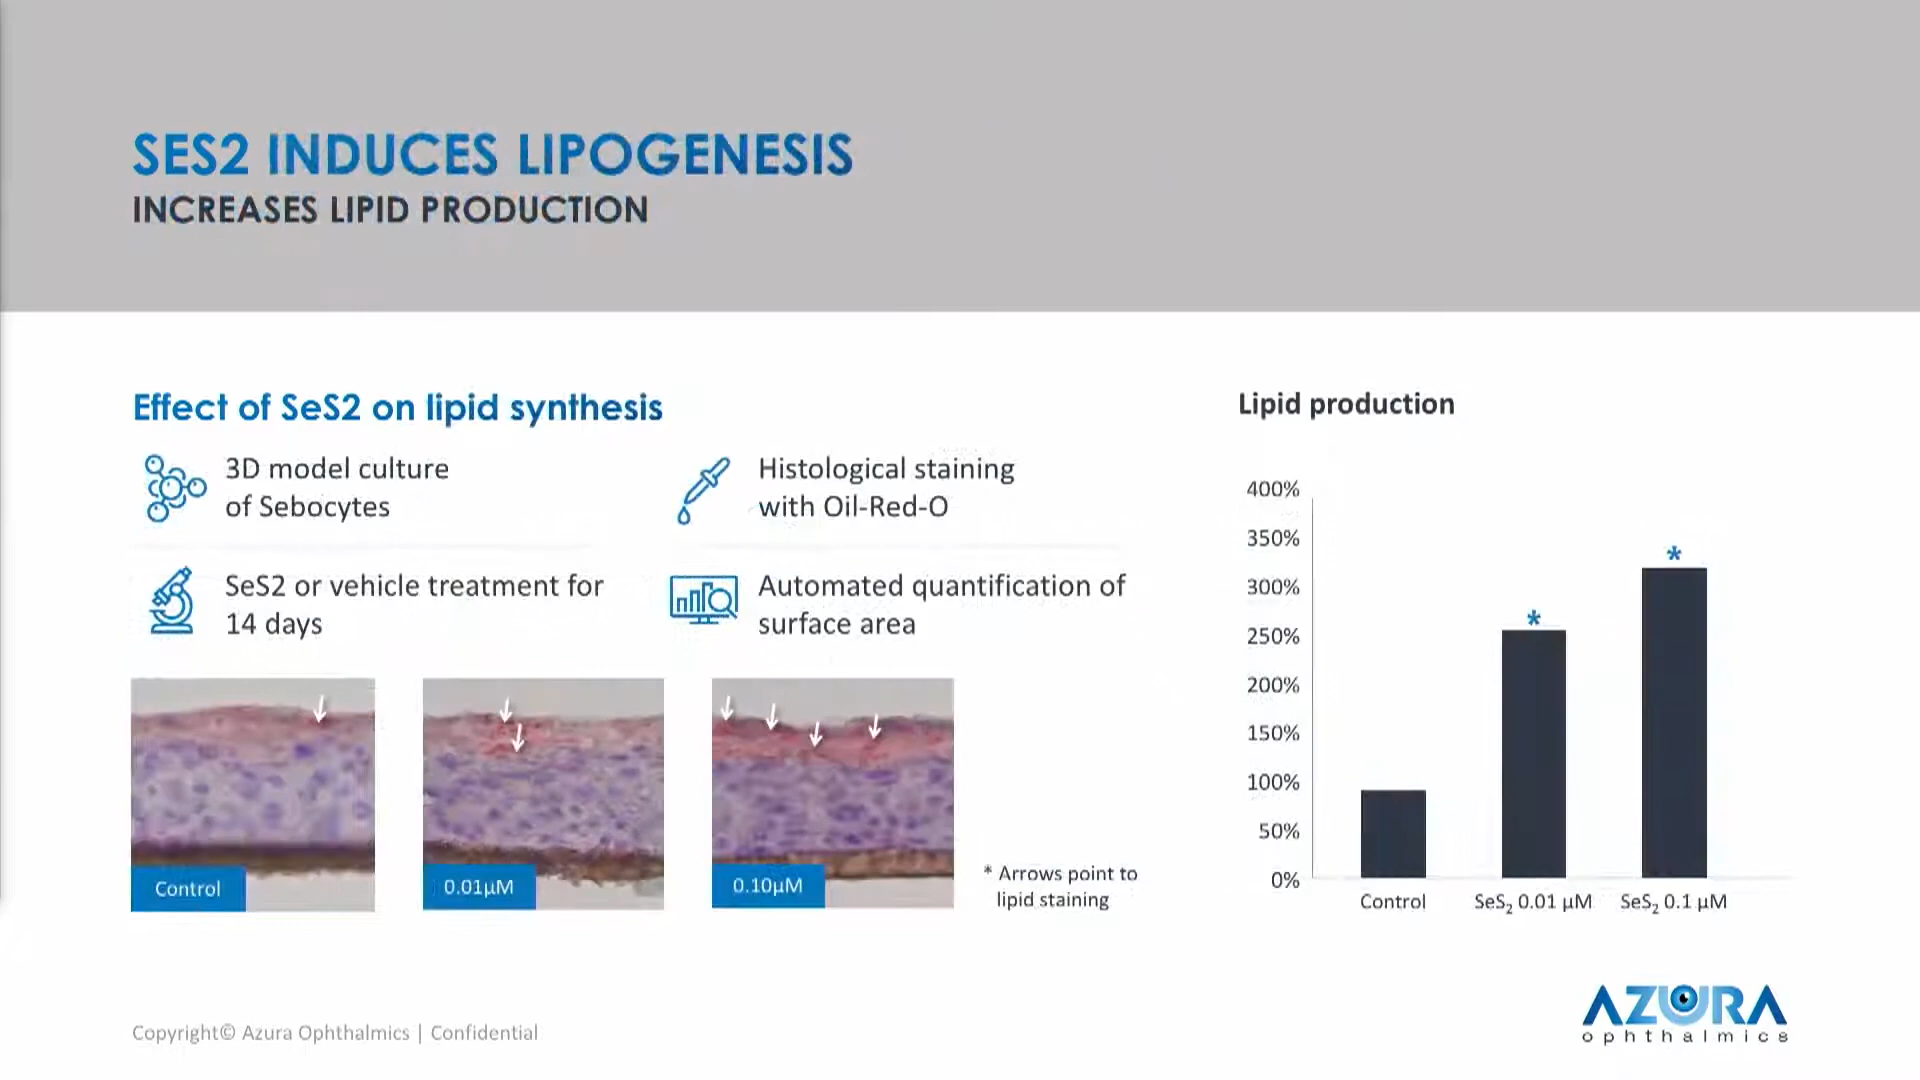 SES2 INDUCES LIPOGENESIS
INCREASES LIPID PRODUCTION
Effect of SeS2 on lipid synthesis
3D model culture
of Sebocytes
Histological staining
with Oil-Red-O
SeS2 or vehicle treatment for
14 days
Automated quantification of
surface area
Control
0.01µM
0.10µM
* Arrows point to
lipid staining
Lipid production
400%
350%
300%
250%
200%
150%
100%
50%
0%
*
*
Control
SeS₂ 0.01 µM
SeS₂ 0.1 µM
Copyright© Azura Ophthalmics | Confidential
AZURA
ophthalmics